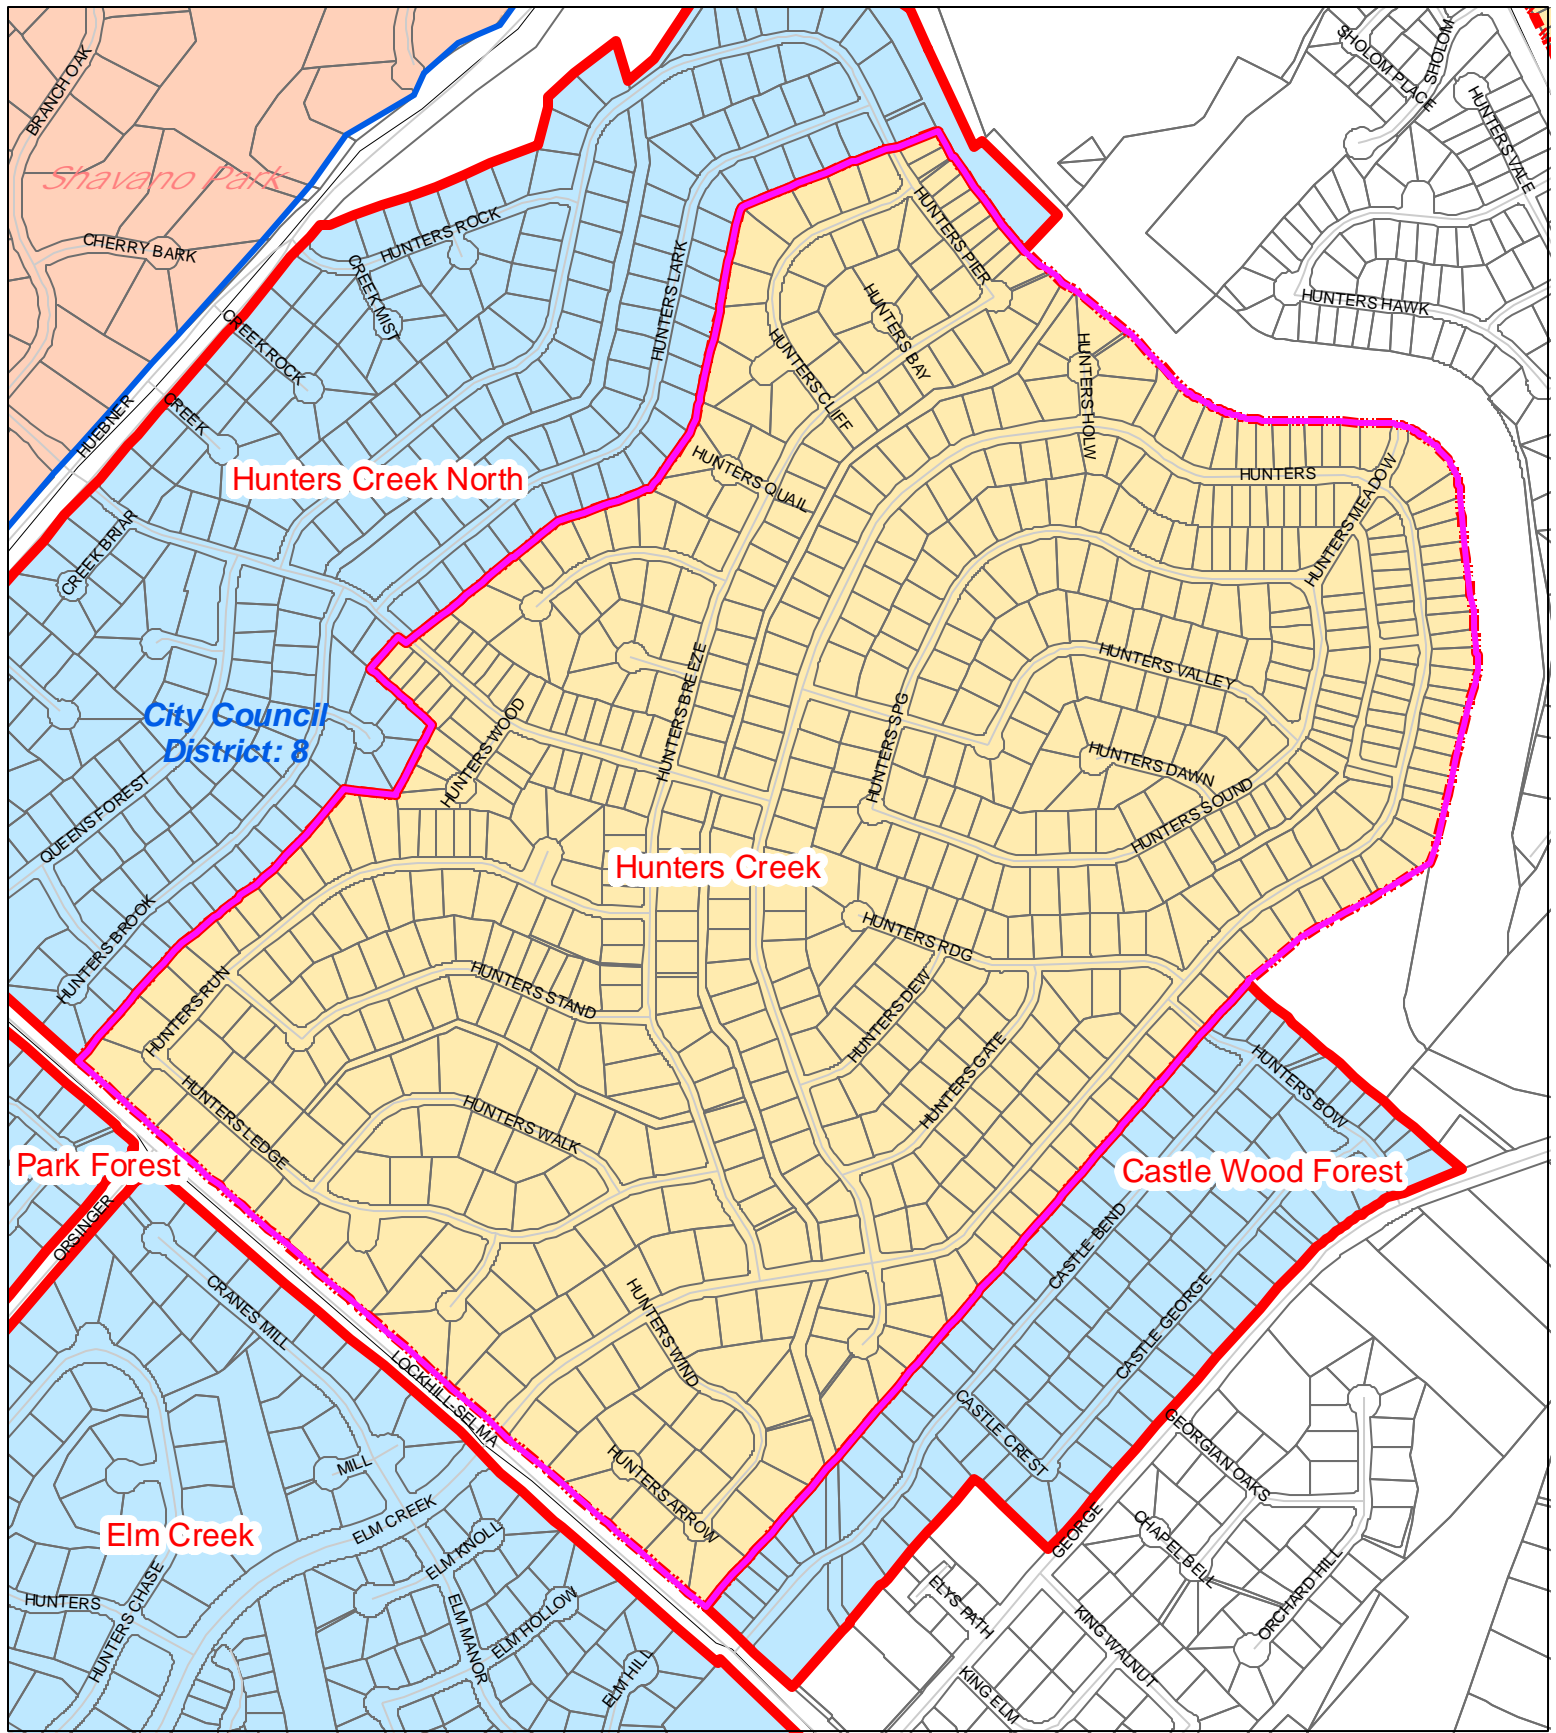 BRANCH OAK
SHOLOM PLACE
SHOLOM
HUNTERS VALE
Shavano Park
CHERRY BARK
HUNTERS ROCK
CREEK MIST
HUNTERS LARK
HUNTERS PIER
HUNTERS BAY
HUNTERS HAWK
CREEK ROCK
HUNTERS CLIFF
HUNTERS HOLW
CREEK
HUEBNER
Hunters Creek North
HUNTERS QUAIL
HUNTERS
HUNTERS MEADOW
CREEK BRIAR
HUNTERS BREEZE
HUNTERS VALLEY
City Council
District: 8
HUNTERS WOOD
HUNTERS SPG
HUNTERS DAWN
HUNTERS SOUND
QUEENS FOREST
Hunters Creek
HUNTERS BROOK
HUNTERS RDG
HUNTERS RUN
HUNTERS STAND
HUNTERS DEW
HUNTERS GATE
HUNTERS LEDGE
HUNTERS WALK
HUNTERS BOW
Park Forest
Castle Wood Forest
ORSINGER
CRANES MILL
CASTLE BEND
CASTLE GEORGE
HUNTERS WIND
LOCKHILL-SELMA
CASTLE CREST
GEORGIAN OAKS
MILL
HUNTERS ARROW
ELM CREEK
Elm Creek
ELM KNOLL
GEORGE
CHAPEL BELL
ORCHARD HILL
HUNTERS
HUNTERS CHASE
ELM MANOR
ELM HOLLOW
ELYS PATH
KING WALNUT
ELM HILL
KING ELM